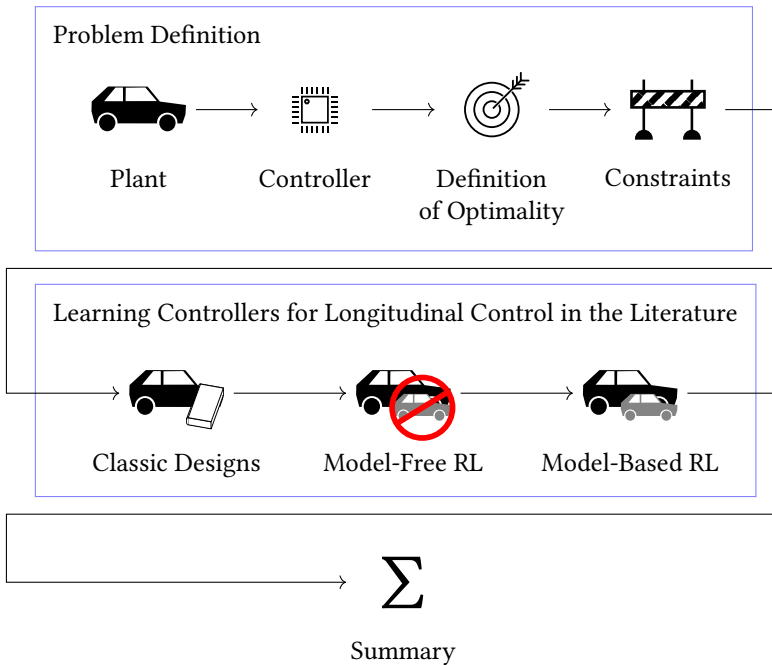 Problem Definition
Plant
Controller
Definition
of Optimality
Constraints
Learning Controllers for Longitudinal Control in the Literature
Classic Designs
Model-Free RL
Model-Based RL
∑
Summary